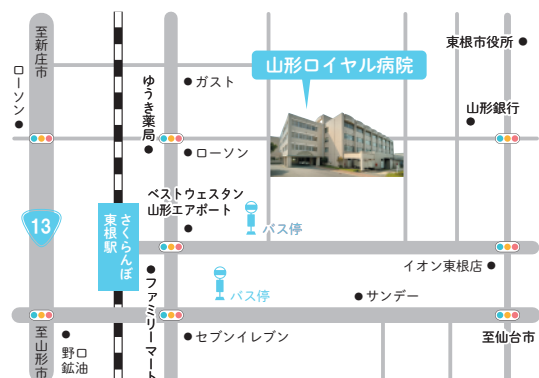 至新庄市
ローソン
ゆうき薬局
ガスト
山形ロイヤル病院
東根市役所
山形銀行
ローソン
ベストウェスタン
山形エアポート
13
さくらんぼ
東根駅
バス停
イオン東根店
バス停
サンデー
ファミリーマート
セブンイレブン
至仙台市
至山形市
野口
鉱油